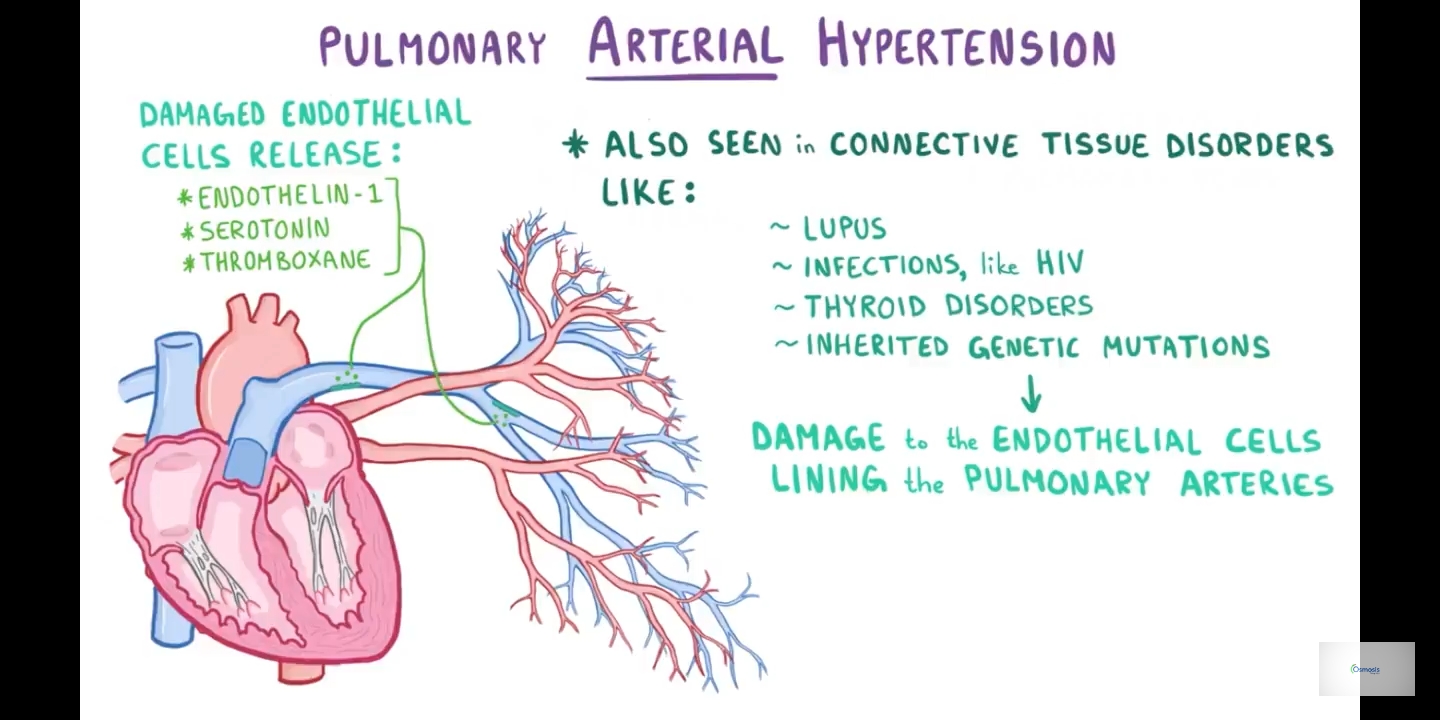 PULMONARY ARTERIAL HYPERTENSION
DAMAGED ENDOTHELIAL
CELLS RELEASE:
* ENDOTHELIN-1
* SEROTONIN
* THROMBOXANE
* ALSO SEEN in CONNECTIVE TISSUE DISORDERS
LIKE:
~ LUPUS
~ INFECTIONS, like HIV
~ THYROID DISORDERS
~ INHERITED GENETIC MUTATIONS
DAMAGE to the ENDOTHELIAL CELLS
LINING the PULMONARY ARTERIES
Osmosis